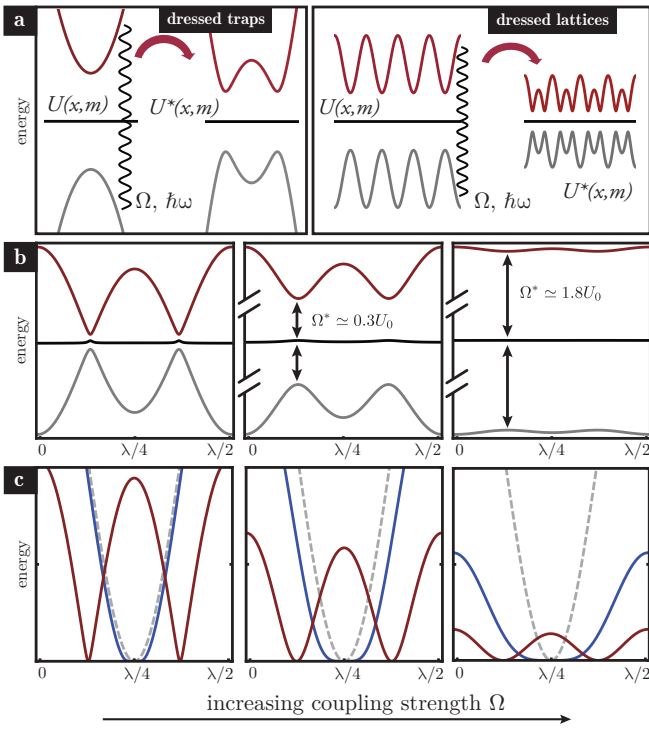 a
dressed traps
dressed lattices
energy
U(x,m)
U*(x,m)
Ω, ħω
U(x,m)
Ω, ħω
U*(x,m)
b
energy
Ω* ≃ 0.3U₀
Ω* ≃ 1.8U₀
0 λ/4 λ/2
0 λ/4 λ/2
0 λ/4 λ/2
c
energy
0 λ/4 λ/2
0 λ/4 λ/2
0 λ/4 λ/2
increasing coupling strength Ω